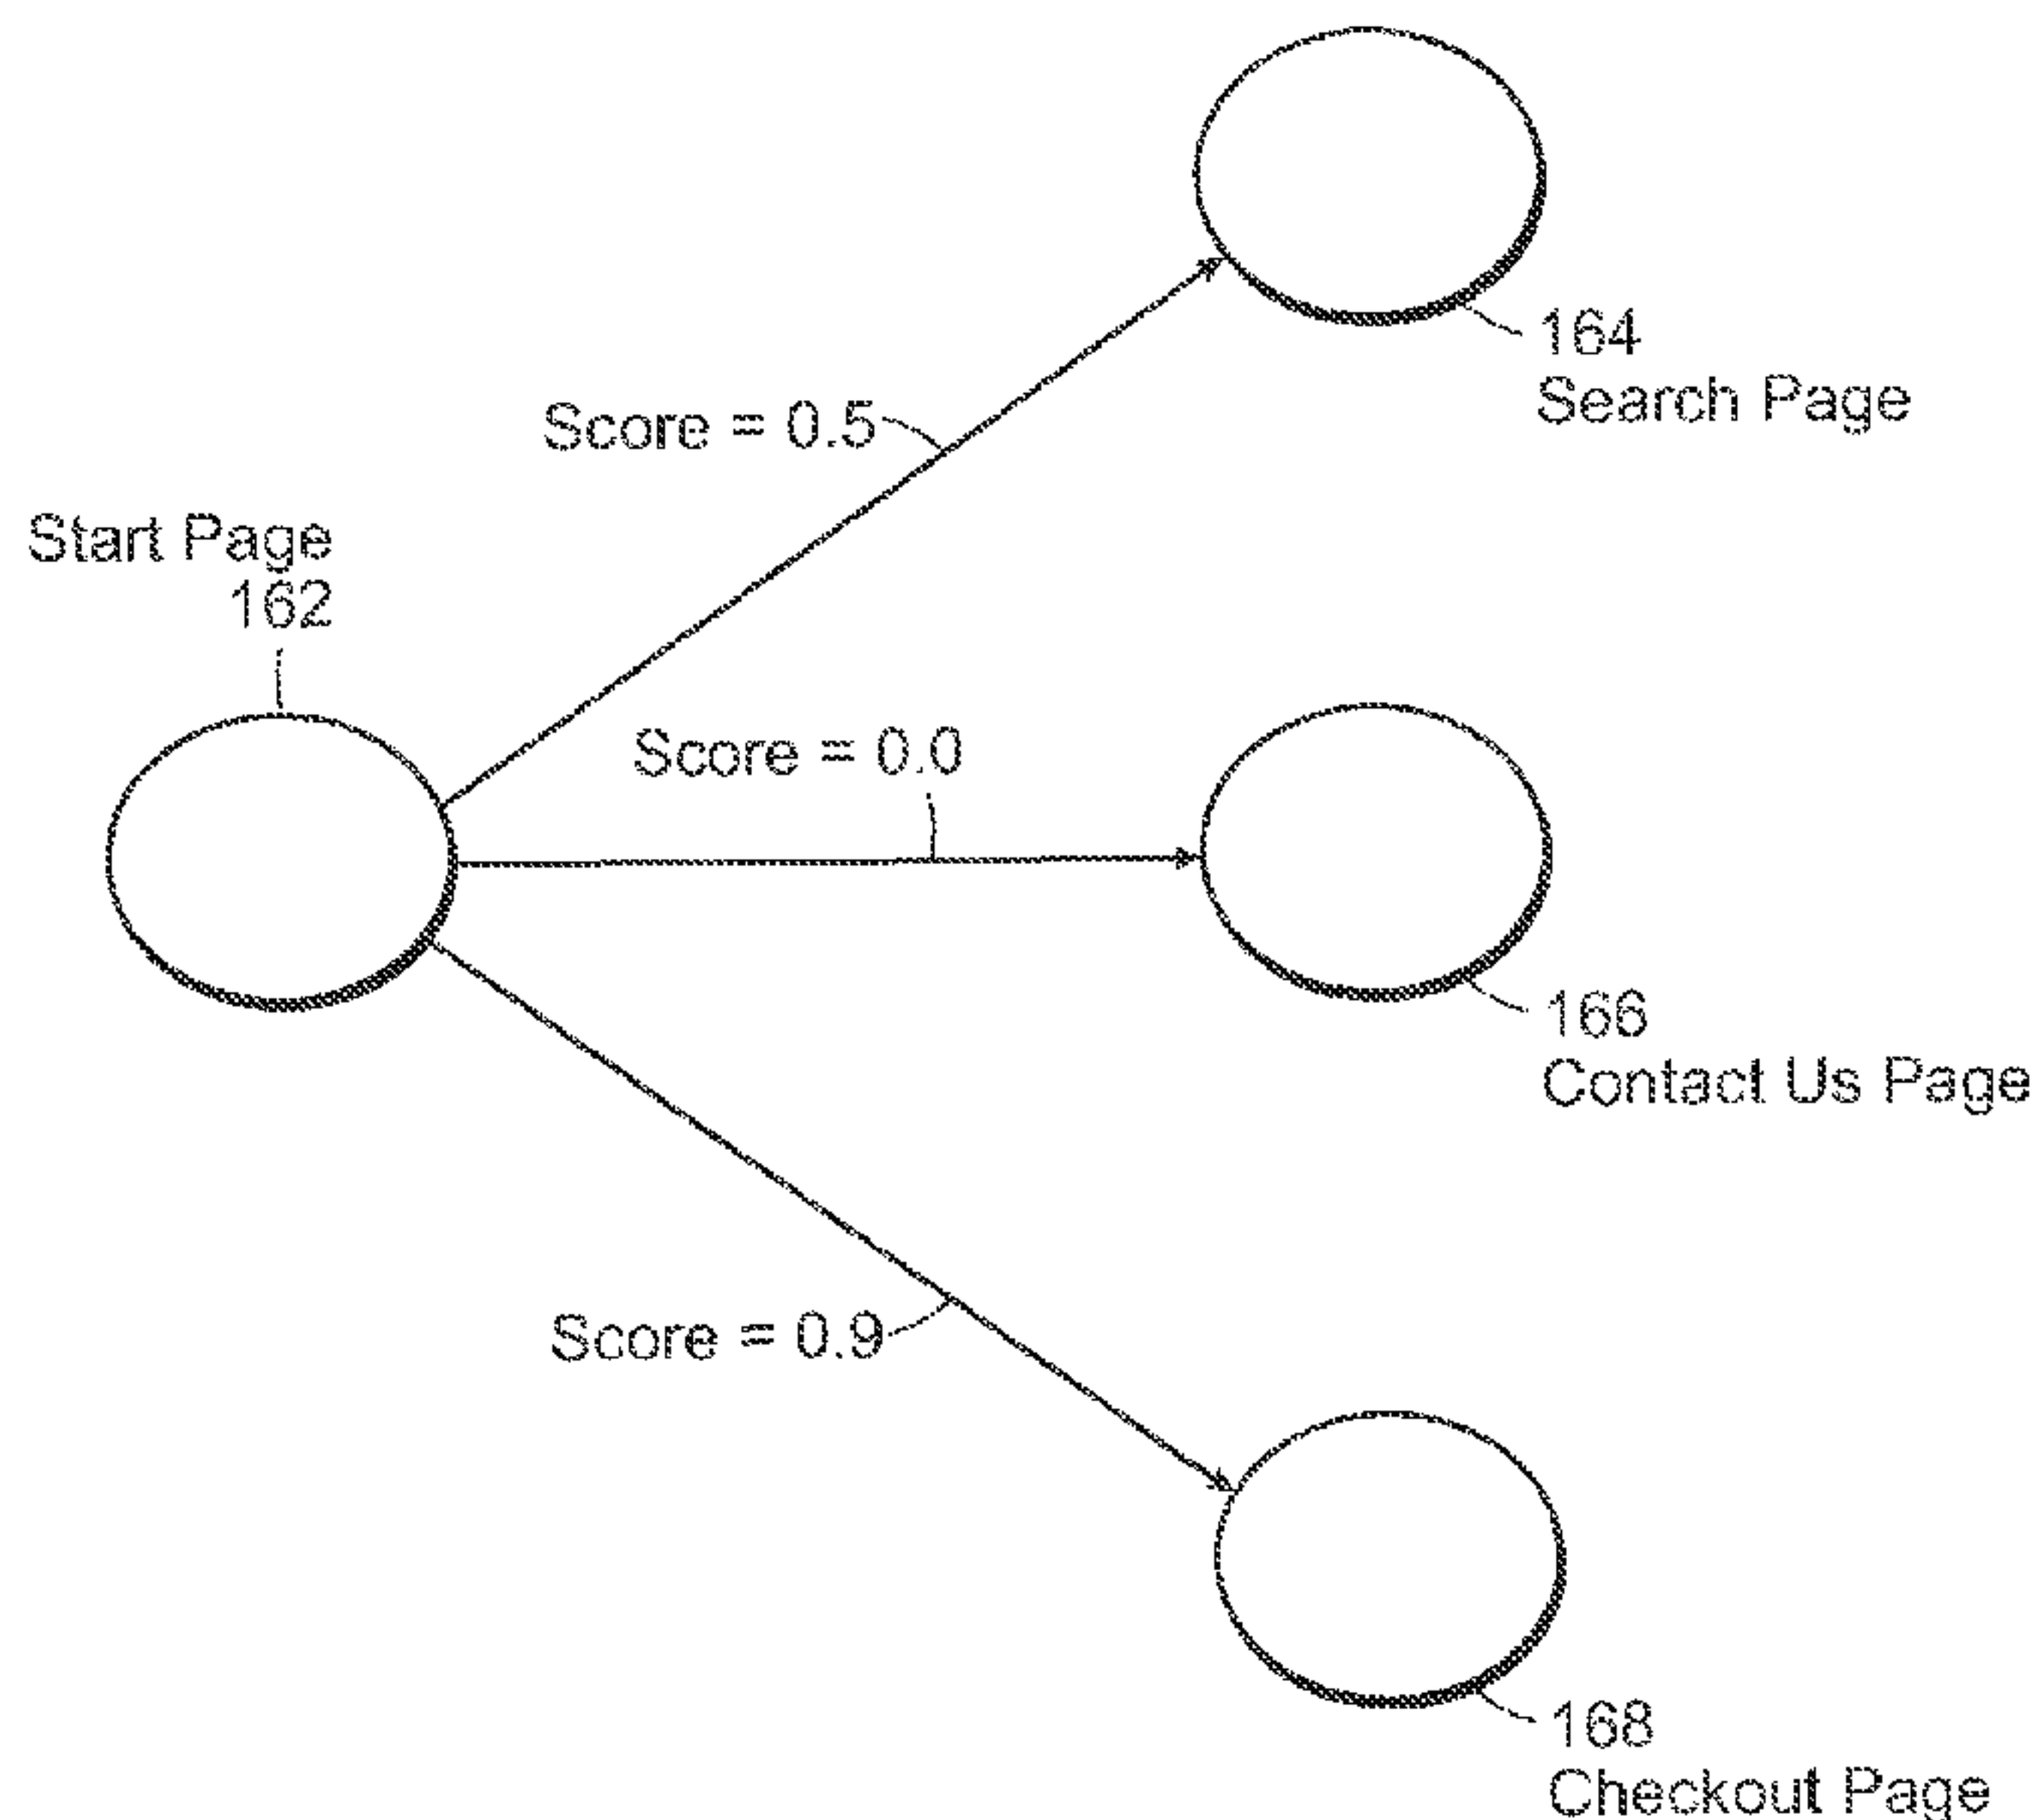 164
Search Page
Score = 0.5
Start Page
162
Score = 0.0
166
Contact Us Page
Score = 0.9
168
Checkout Page